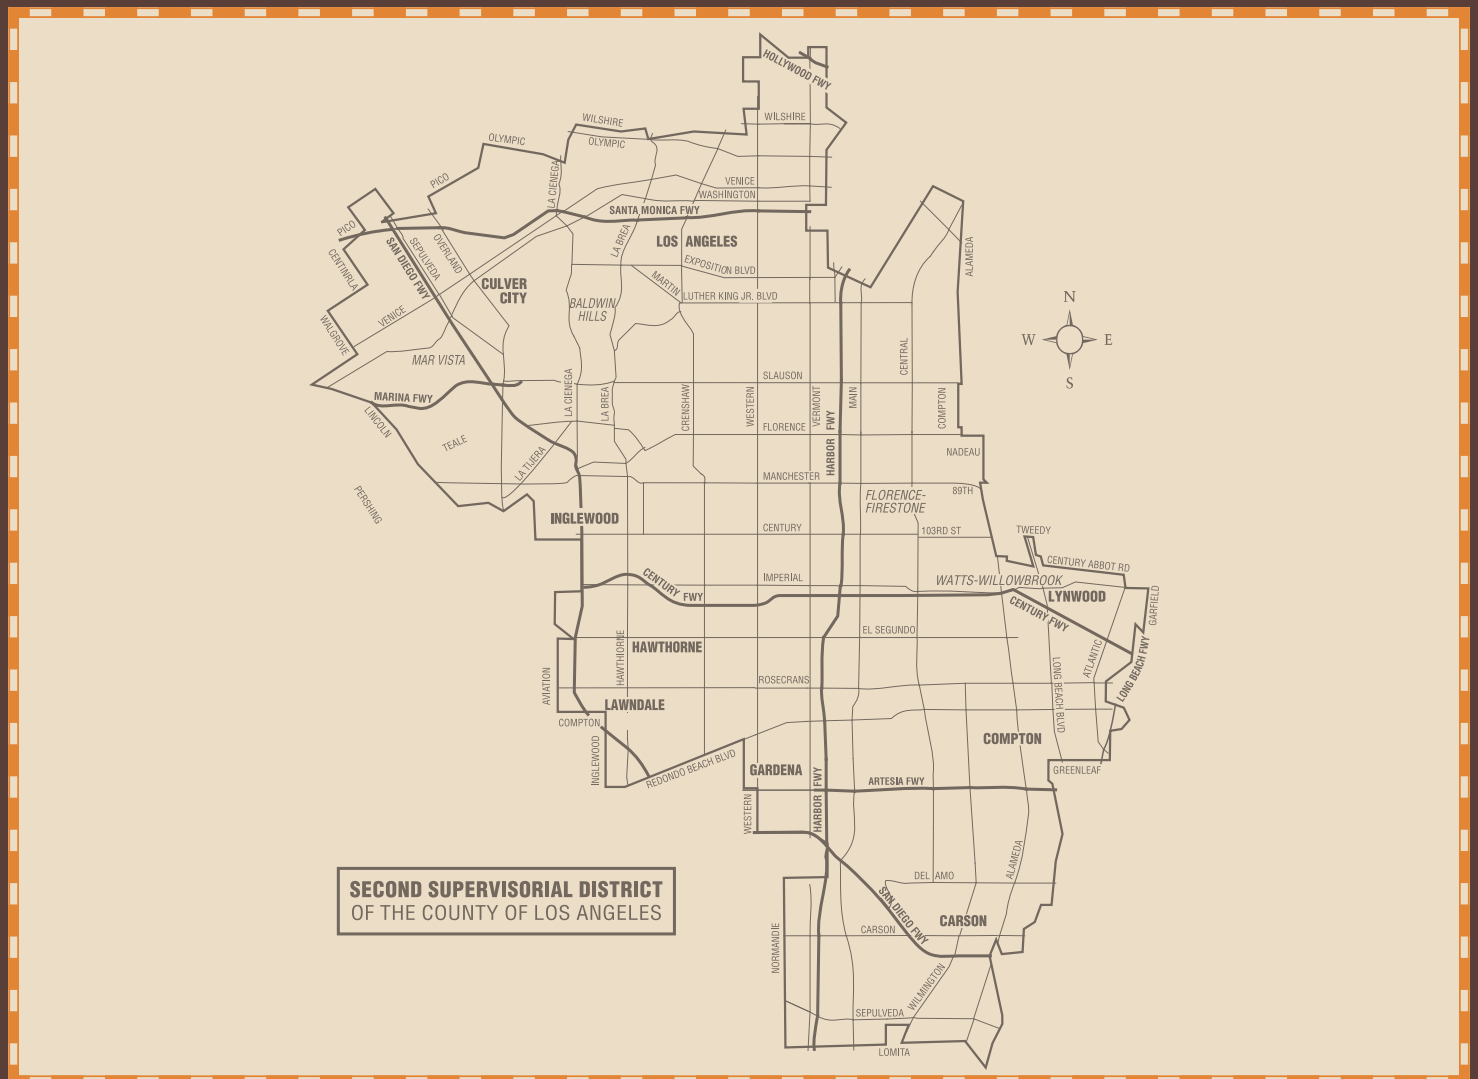 HOLLYWOOD FWY
WILSHIRE
WILSHIRE
OLYMPIC
OLYMPIC
PICO
LA CIENEGA
VENICE
WASHINGTON
SANTA MONICA FWY
PICO
SAN DIEGO FWY
SEPULVEDA
OVERLAND
LA BREA
LOS ANGELES
ALAMEDA
CENTINRLA
EXPOSITION BLVD
MARTIN
LUTHER KING JR. BLVD
CULVER
CITY
BALDWIN
HILLS
VENICE
WALGROVE
MAR VISTA
N
W
E
S
CENTRAL
SLAUSON
MARINA FWY
LA CIENEGA
LA BREA
CRENSHAW
WESTERN
VERMONT
MAIN
COMPTON
LINCOLN
HARBOR FWY
FLORENCE
TEALE
LA TIJERA
NADEAU
MANCHESTER
89TH
PERSHING
FLORENCE-
FIRESTONE
INGLEWOOD
CENTURY
103RD ST
TWEEDY
CENTURY ABBOT RD
CENTURY FWY
IMPERIAL
WATTS-WILLOWBROOK
LYNWOOD
GARFIELD
CENTURY FWY
EL SEGUNDO
HAWTHORNE
HAWTHIORNE
LONG BEACH BLVD
ATLANTIC
LONG BEACH FWY
AVIATION
ROSECRANS
LAWNDALE
COMPTON
COMPTON
INGLEWOOD
REDONDO BEACH BLVD
GARDENA
HARBOR FWY
ARTESIA FWY
GREENLEAF
WESTERN
ALAMEDA
DEL AMO
SECOND SUPERVISORIAL DISTRICT
OF THE COUNTY OF LOS ANGELES
SAN DIEGO FWY
CARSON
CARSON
NORMANDIE
WILMINGTON
SEPULVEDA
LOMITA